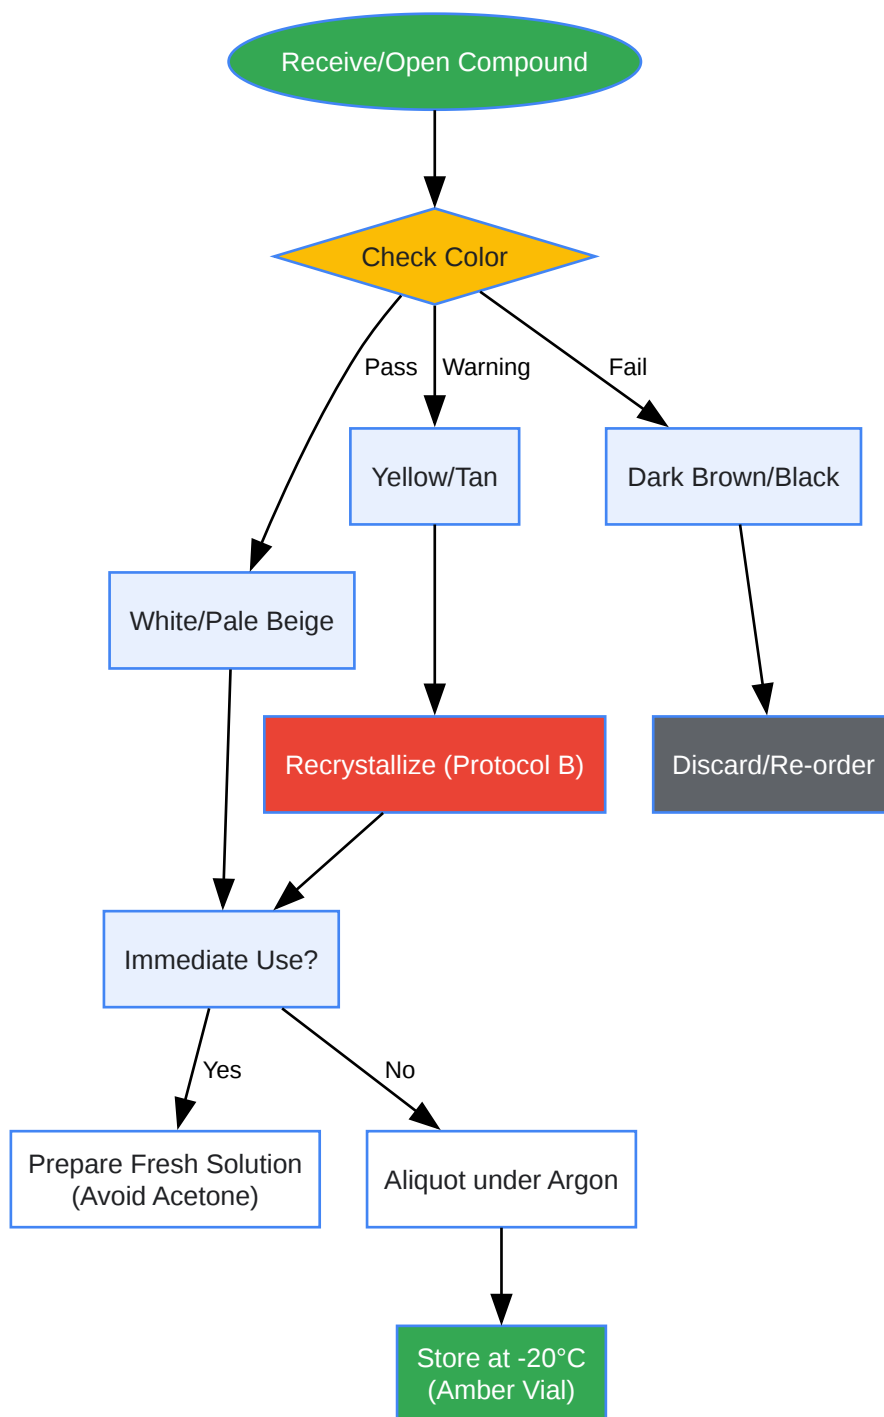 Receive/Open Compound
Check Color
Pass
Warning
Fail
Yellow/Tan
Dark Brown/Black
White/Pale Beige
Recrystallize (Protocol B)
Discard/Re-order
Immediate Use?
Yes
No
Prepare Fresh Solution
(Avoid Acetone)
Aliquot under Argon
Store at -20°C
(Amber Vial)